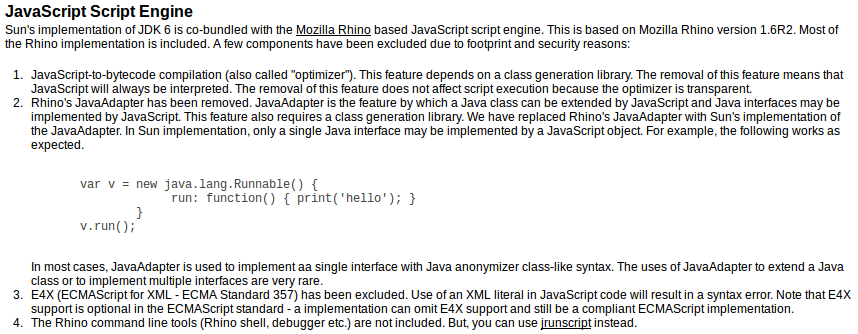 JavaScript Script Engine
Sun's implementation of JDK 6 is co-bundled with the Mozilla Rhino based JavaScript script engine. This is based on Mozilla Rhino version 1.6R2. Most of
the Rhino implementation is included. A few components have been excluded due to footprint and security reasons:
1. JavaScript-to-bytecode compilation (also called "optimizer"). This feature depends on a class generation library. The removal of this feature means that
JavaScript will always be interpreted. The removal of this feature does not affect script execution because the optimizer is transparent.
2. Rhino's JavaAdapter has been removed. JavaAdapter is the feature by which a Java class can be extended by JavaScript and Java interfaces may be
implemented by JavaScript. This feature also requires a class generation library. We have replaced Rhino's JavaAdapter with Sun's implementation of
the JavaAdapter. In Sun implementation, only a single Java interface may be implemented by a JavaScript object. For example, the following works as
expected.
var v = new java.lang.Runnable() {
run: function() { print('hello'); }
}
v.run();
In most cases, JavaAdapter is used to implement aa single interface with Java anonymizer class-like syntax. The uses of JavaAdapter to extend a Java
class or to implement multiple interfaces are very rare.
3. E4X (ECMAScript for XML - ECMA Standard 357) has been excluded. Use of an XML literal in JavaScript code will result in a syntax error. Note that E4X
support is optional in the ECMAScript standard - a implementation can omit E4X support and still be a compliant ECMAScript implementation.
4. The Rhino command line tools (Rhino shell, debugger etc.) are not included. But, you can use jrunscript instead.